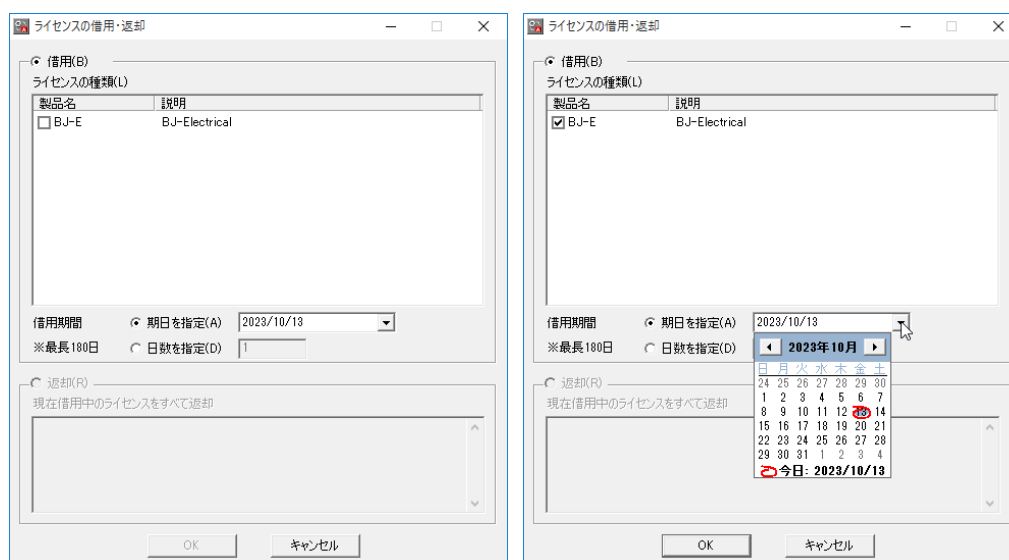 ライセンスの借用・返却
借用(B)
ライセンスの種類(L)
製品名 説明
BJ-E BJ-Electrical
借用期間 期日を指定(A) 2023/10/13
※最長180日 日数を指定(D) 1
返却(R)
現在借用中のライセンスをすべて返却
OK キャンセル
ライセンスの借用・返却
借用(B)
ライセンスの種類(L)
製品名 説明
BJ-E BJ-Electrical
借用期間 期日を指定(A) 2023/10/13
※最長180日 日数を指定(D)
2023年10月
日 月 火 水 木 金 土
24 25 26 27 28 29 30
1 2 3 4 5 6 7
8 9 10 11 12 13 14
15 16 17 18 19 20 21
22 23 24 25 26 27 28
29 30 31 1 2 3 4
今日: 2023/10/13
返却(R)
現在借用中のライセンスをすべて返却
OK キャンセル